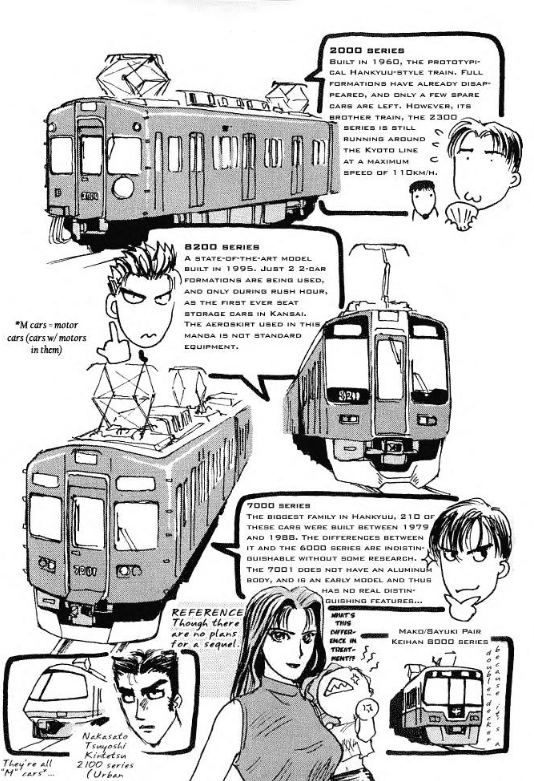 2000 SERIES
BUILT IN 1960, THE PROTOTYPI-
CAL HANKYUU-STYLE TRAIN. FULL
FORMATIONS HAVE ALREADY DISAP-
PEARED, AND ONLY A FEW SPARE
CARS ARE LEFT. HOWEVER, ITS
BROTHER TRAIN, THE 2300
SERIES IS STILL
RUNNING AROUND
THE KYOTO LINE
AT A MAXIMUM
SPEED OF 110KM/H.
8200 SERIES
A STATE-OF-THE-ART MODEL
BUILT IN 1995. JUST 2 2-CAR
FORMATIONS ARE BEING USED,
AND ONLY DURING RUSH HOUR,
AS THE FIRST EVER SEAT
STORAGE CARS IN KANSAI.
THE AEROSKIRT USED IN THIS
MANGA IS NOT STANDARD
EQUIPMENT.
*M cars = motor
cars (cars w/ motors
in them)
7000 SERIES
THE BIGGEST FAMILY IN HANKYUU, 210 OF
THESE CARS WERE BUILT BETWEEN 1979
AND 1988. THE DIFFERENCES BETWEEN
IT AND THE 6000 SERIES ARE INDISTIN-
GUISHABLE WITHOUT SOME RESEARCH.
THE 7001 DOES NOT HAVE AN ALUMINUM
BODY, AND IS AN EARLY MODEL AND THUS
HAS NO REAL DISTIN-
GUISHING FEATURES...
REFERENCE
Though there
are no plans
for a sequel.
WHAT'S
THIS
DIFFER-
ENCE IN
TREAT-
MENT!?
MAKO/SAYUKI PAIR
KEIHAN 8000 SERIES
because it's a
double-decker
Nakasato
Tsuyoshi
Kintetsu
2100 series
(Urban
They're all
"M" cars*...